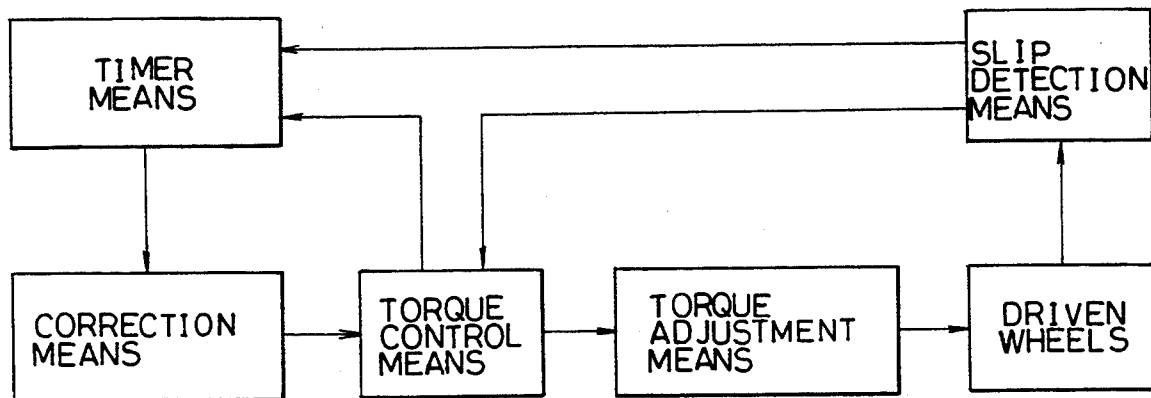 TIMER
MEANS
SLIP
DETECTION
MEANS
CORRECTION
MEANS
TORQUE
CONTROL
MEANS
TORQUE
ADJUSTMENT
MEANS
DRIVEN
WHEELS